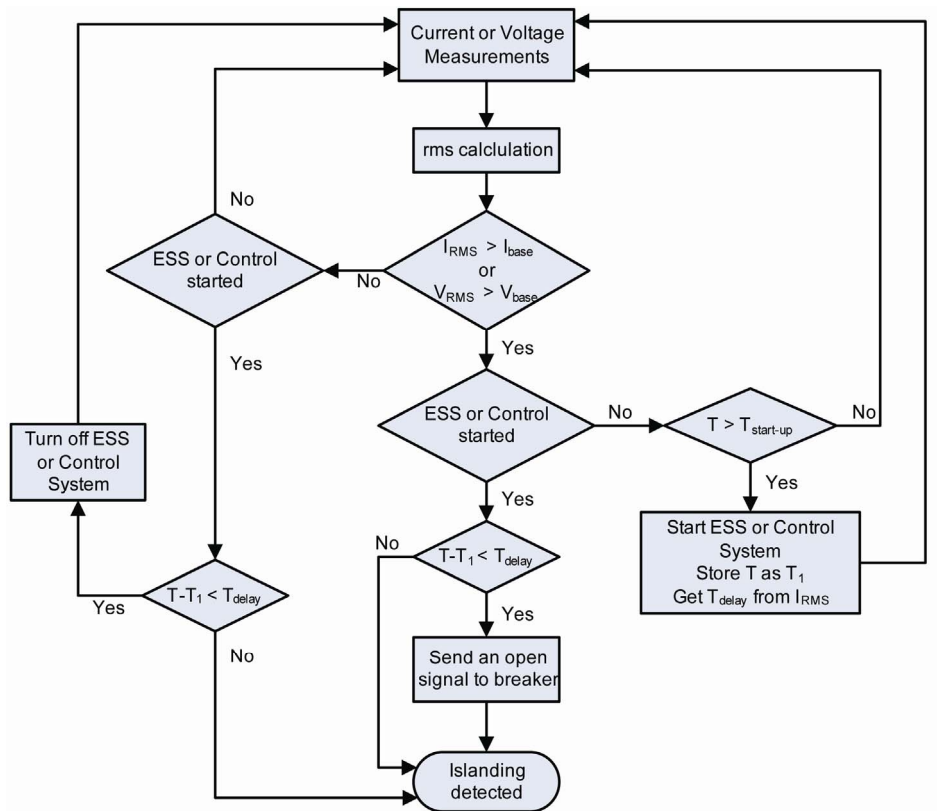 Current or Voltage
Measurements
rms calclulation
No
ESS or Control
started
No
I_RMS > I_base
or
V_RMS > V_base
Yes
Yes
ESS or Control
started
No
T > T_start-up
No
Turn off ESS
or Control
System
Yes
Yes
Start ESS or Control
System
Store T as T_1
Get T_delay from I_RMS
No
T-T_1 < T_delay
T-T_1 < T_delay
Yes
Yes
No
Send an open
signal to breaker
Islanding
detected